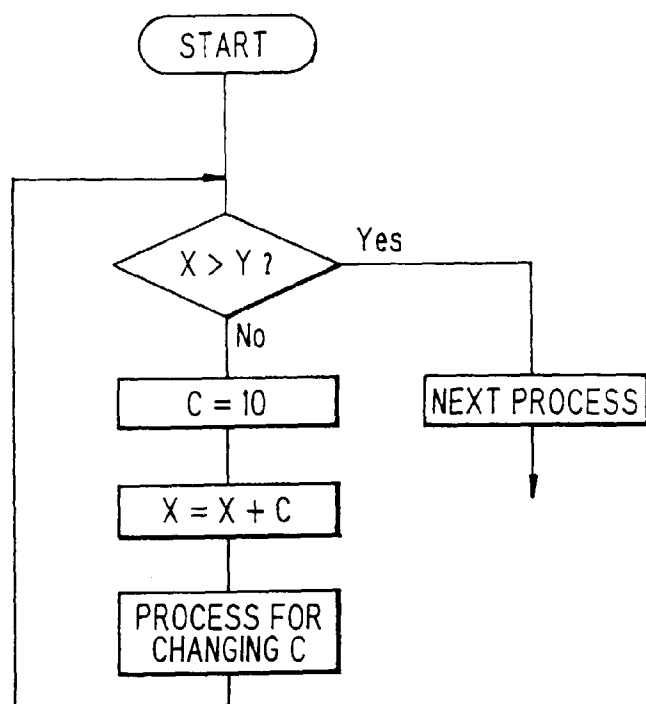 START
X > Y ?
Yes
No
C = 10
NEXT PROCESS
X = X + C
PROCESS FOR
CHANGING C